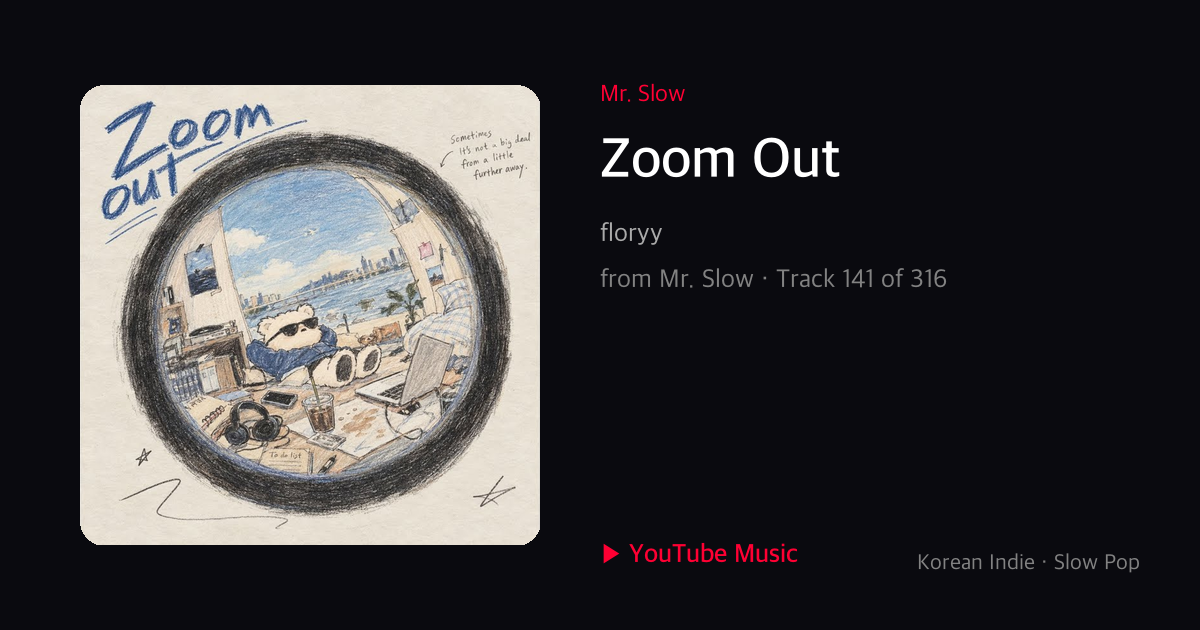 Zoom
out
Sometimes
It's not a big deal
from a little
further away.
To do list
Mr. Slow
Zoom Out
floryy
from Mr. Slow · Track 141 of 316
YouTube Music
Korean Indie · Slow Pop